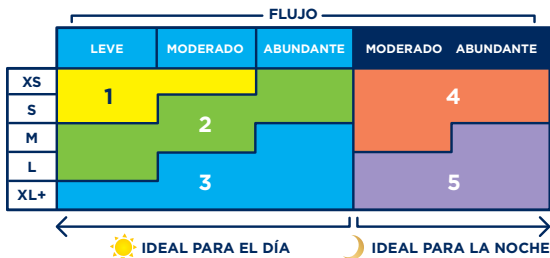 FLUJO
LEVE MODERADO ABUNDANTE MODERADO ABUNDANTE
XS
1
4
S
2
M
L
3
5
XL+
IDEAL PARA EL DÍA IDEAL PARA LA NOCHE